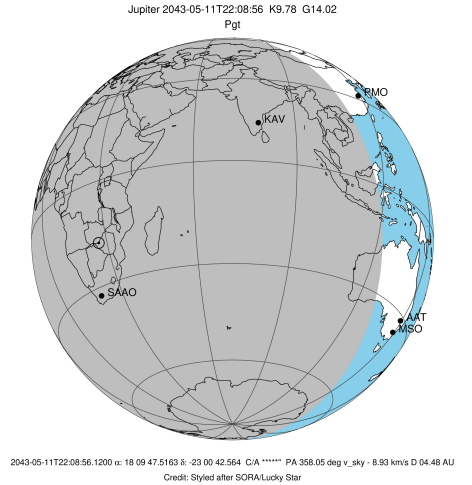 Jupiter 2043-05-11T22:08:56 K9.78 G14.02
Pgt
PMO
KAV
SAAO
AAT
MSO
2043-05-11T22:08:56.1200 α: 18 09 47.5163 δ: -23 00 42.564 C/A *****" PA 358.05 deg v_sky - 8.93 km/s D 04.48 AU
Credit: Styled after SORA/Lucky Star